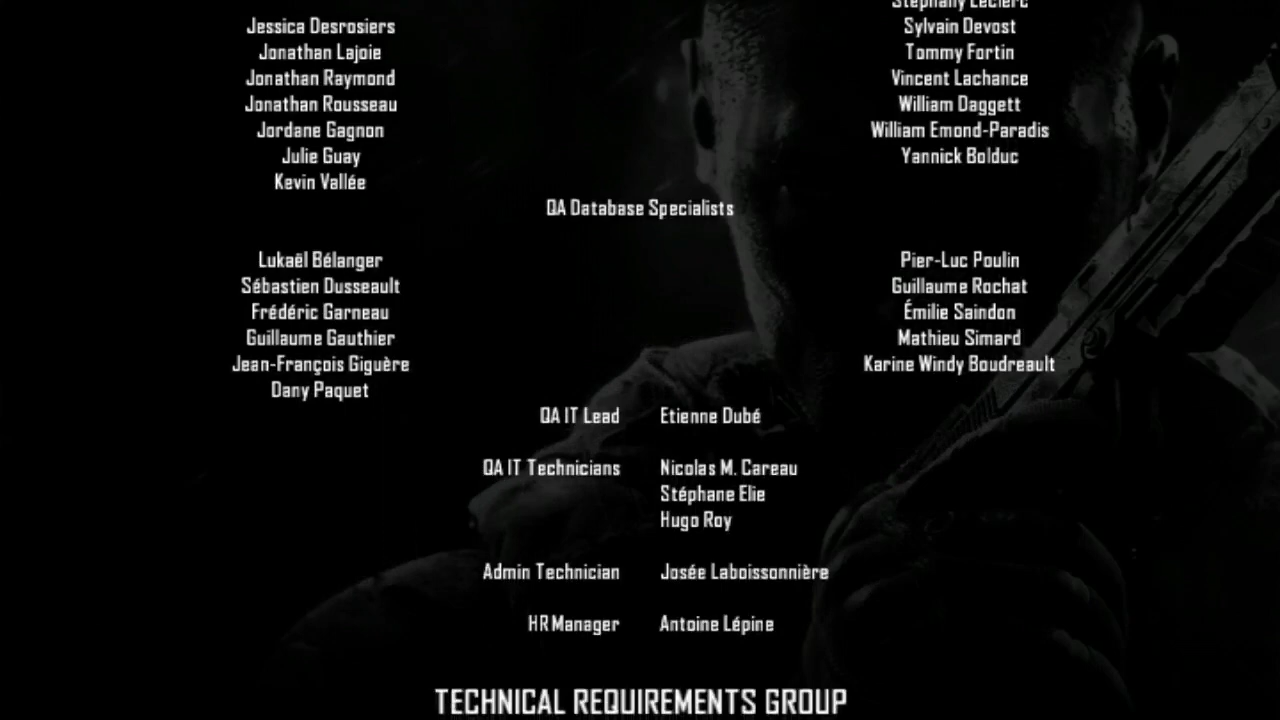 Jessica Desrosiers
Jonathan Lajoie
Jonathan Raymond
Jonathan Rousseau
Jordane Gagnon
Julie Guay
Kevin Vallée
Stephany Leclerc
Sylvain Devost
Tommy Fortin
Vincent Lachance
William Daggett
William Emond-Paradis
Yannick Bolduc
QA Database Specialists
Lukaël Bélanger
Sébastien Dusseault
Frédéric Garneau
Guillaume Gauthier
Jean-François Giguère
Dany Paquet
Pier-Luc Poulin
Guillaume Rochat
Émilie Saindon
Mathieu Simard
Karine Windy Boudreault
QA IT Lead Etienne Dubé
QA IT Technicians Nicolas M. Careau
Stéphane Elie
Hugo Roy
Admin Technician Josée Laboissonnière
HR Manager Antoine Lépine
TECHNICAL REQUIREMENTS GROUP